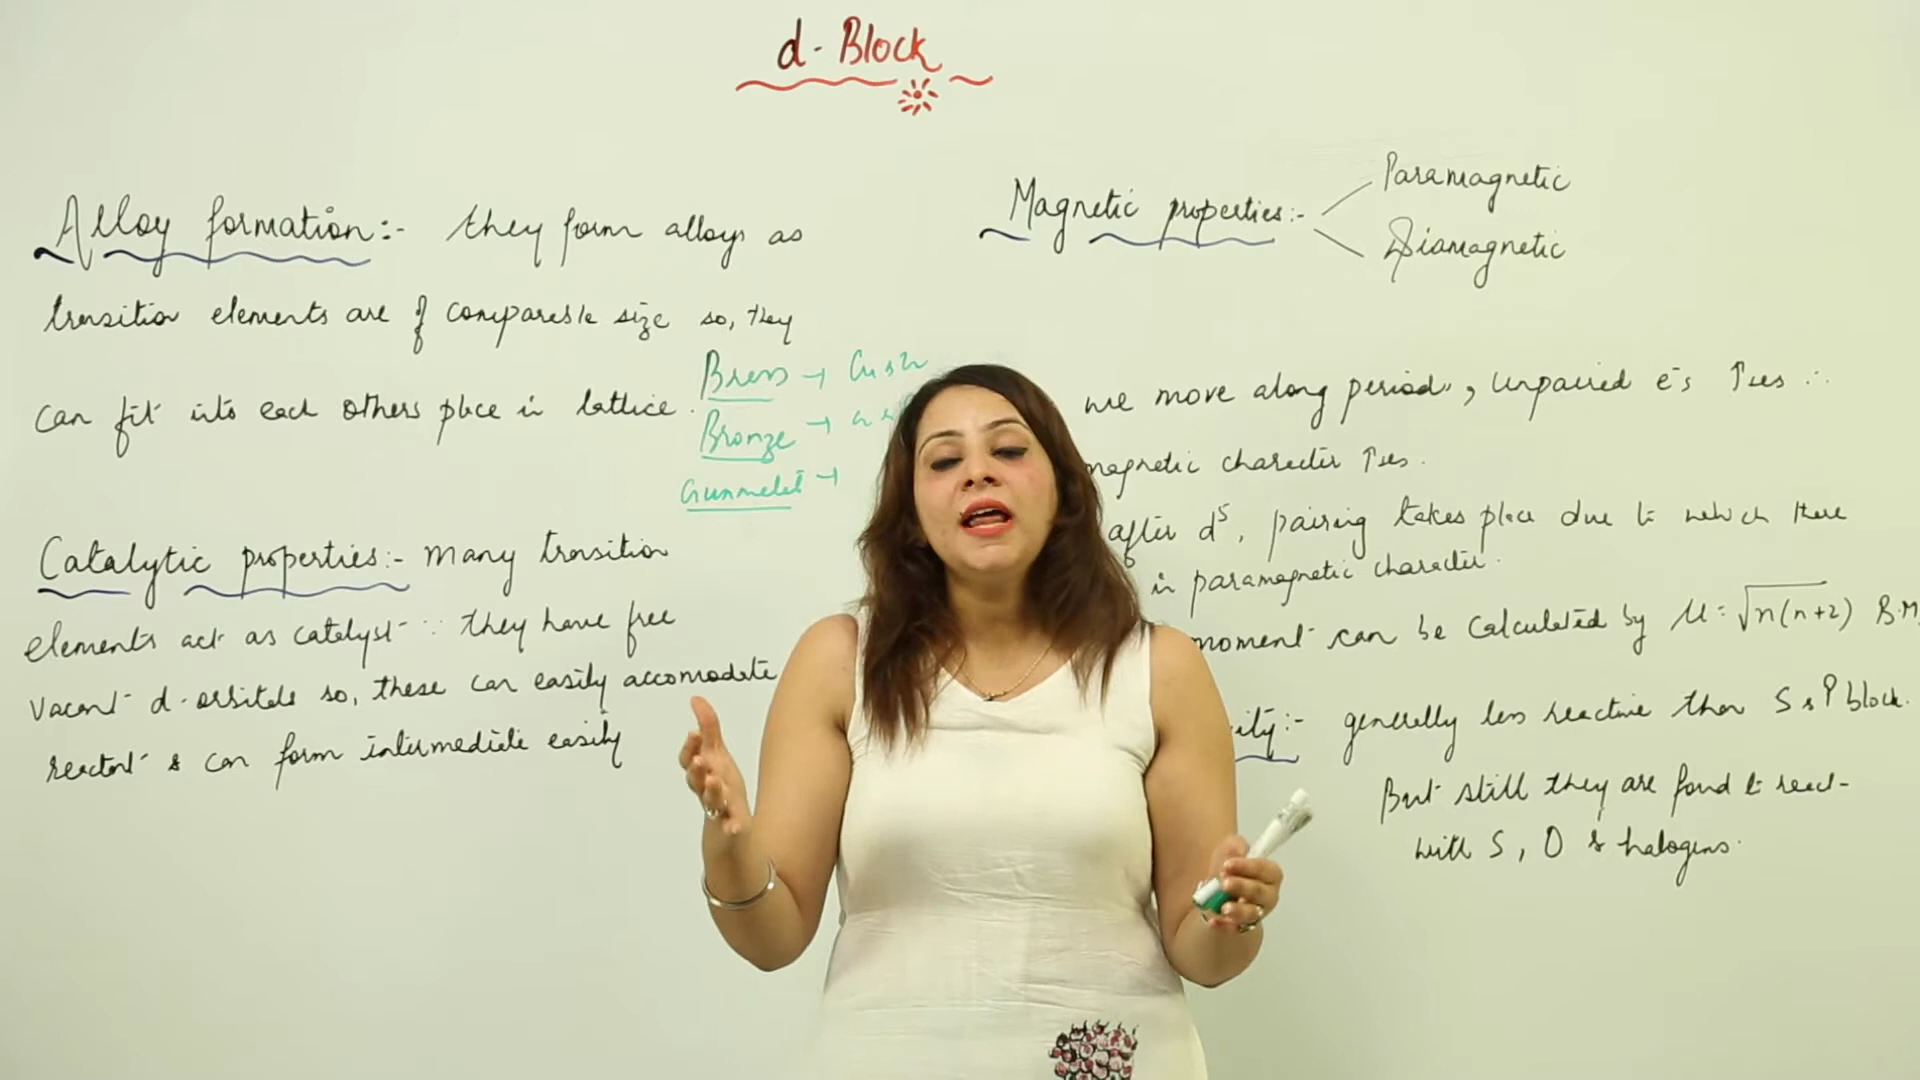 d-Block
Alloy formation:- they form alloys as
transition elements are of comparable size so, they
can fit into each others place in lattice.
Brass → Cu & Zn
Bronze →
Gunmetal →
Catalytic properties:- many transition
elements act as catalyst ∵ they have free
vacant d-orbitals so, these can easily accomodate
reactant & can form intermediate easily
Magnetic properties:-
Paramagnetic
Diamagnetic
we move along period, unpaired e's ↑ses ∴
magnetic character ↑ses.
after d⁵, pairing takes place due to which there
in paramagnetic character.
moment can be calculated by μ = √n(n+2) B.M.
generally less reactive than S & P block.
But still they are found to react
with S, O & halogens.